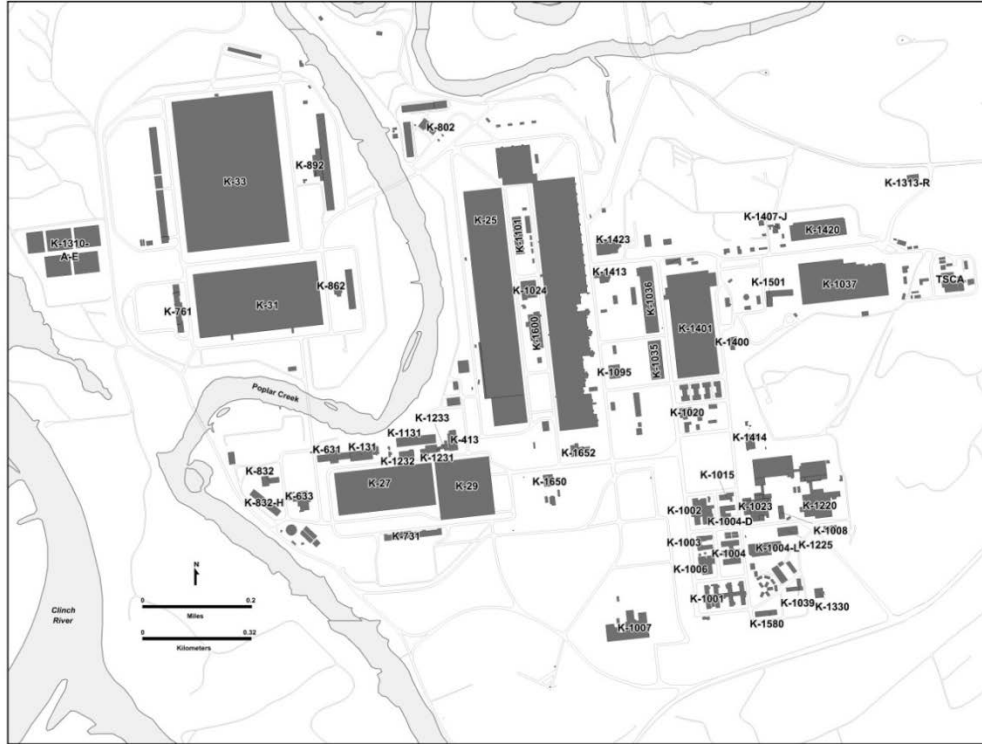 K-802
K-892
K-33
K-1313-R
K-25
K-1101
K-1407-J
K-1420
K-1310-
A-E
K-1423
K-1413
K-1024
K-1036
K-1501
K-1037
TSCA
K-862
K-761
K-31
K-1600
K-1401
K-1400
K-1035
K-1095
Poplar Creek
K-1020
K-1233
K-1131
K-413
K-631
K-131
K-1232
K-1231
K-1652
K-1414
K-832
K-27
K-29
K-1650
K-1015
K-832-H
K-633
K-1002
K-1004-D
K-1023
K-1220
K-731
K-1008
K-1003
K-1004
K-1004-L
K-1225
K-1006
N
0 0.2
Miles
Clinch
River
0 0.32
Kilometers
K-1001
K-1039
K-1330
K-1580
K-1007